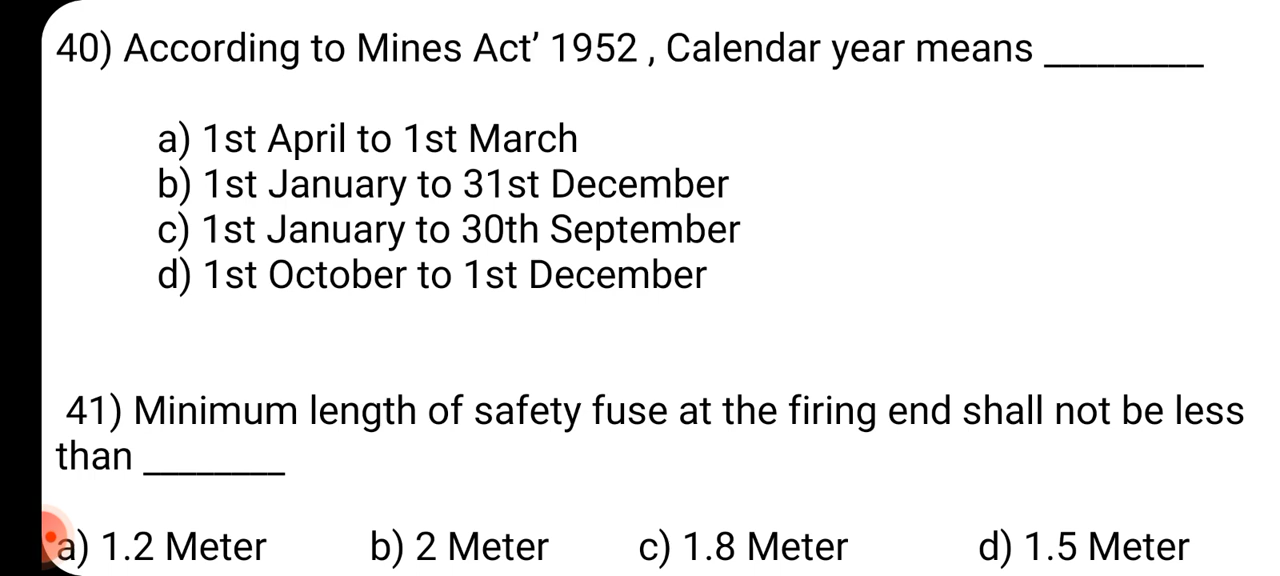 40) According to Mines Act’ 1952 , Calendar year means _________
a) 1st April to 1st March
b) 1st January to 31st December
c) 1st January to 30th September
d) 1st October to 1st December
41) Minimum length of safety fuse at the firing end shall not be less
than ________
a) 1.2 Meter b) 2 Meter c) 1.8 Meter d) 1.5 Meter